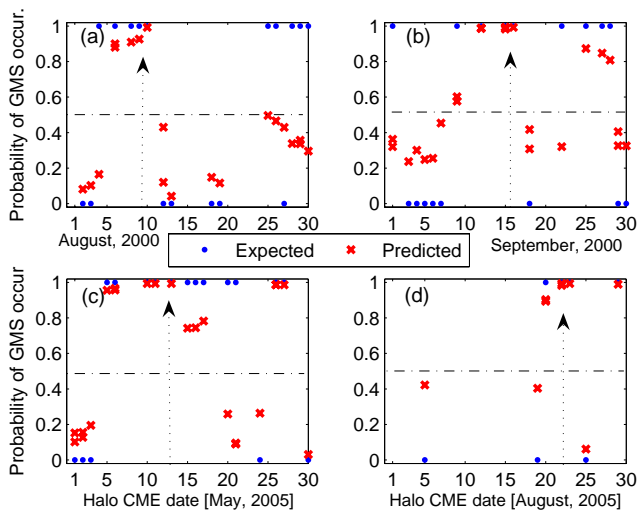 Probability of GMS occur.
1
0.8
0.6
0.4
0.2
0
(a)
1 5 10 15 20 25 30
August, 2000
1
0.8
0.6
0.4
0.2
0
(b)
1 5 10 15 20 25 30
September, 2000
Expected Predicted
Probability of GMS occur
1
0.8
0.6
0.4
0.2
0
(c)
1 5 10 15 20 25 30
Halo CME date [May, 2005]
1
0.8
0.6
0.4
0.2
0
(d)
1 5 10 15 20 25 30
Halo CME date [August, 2005]